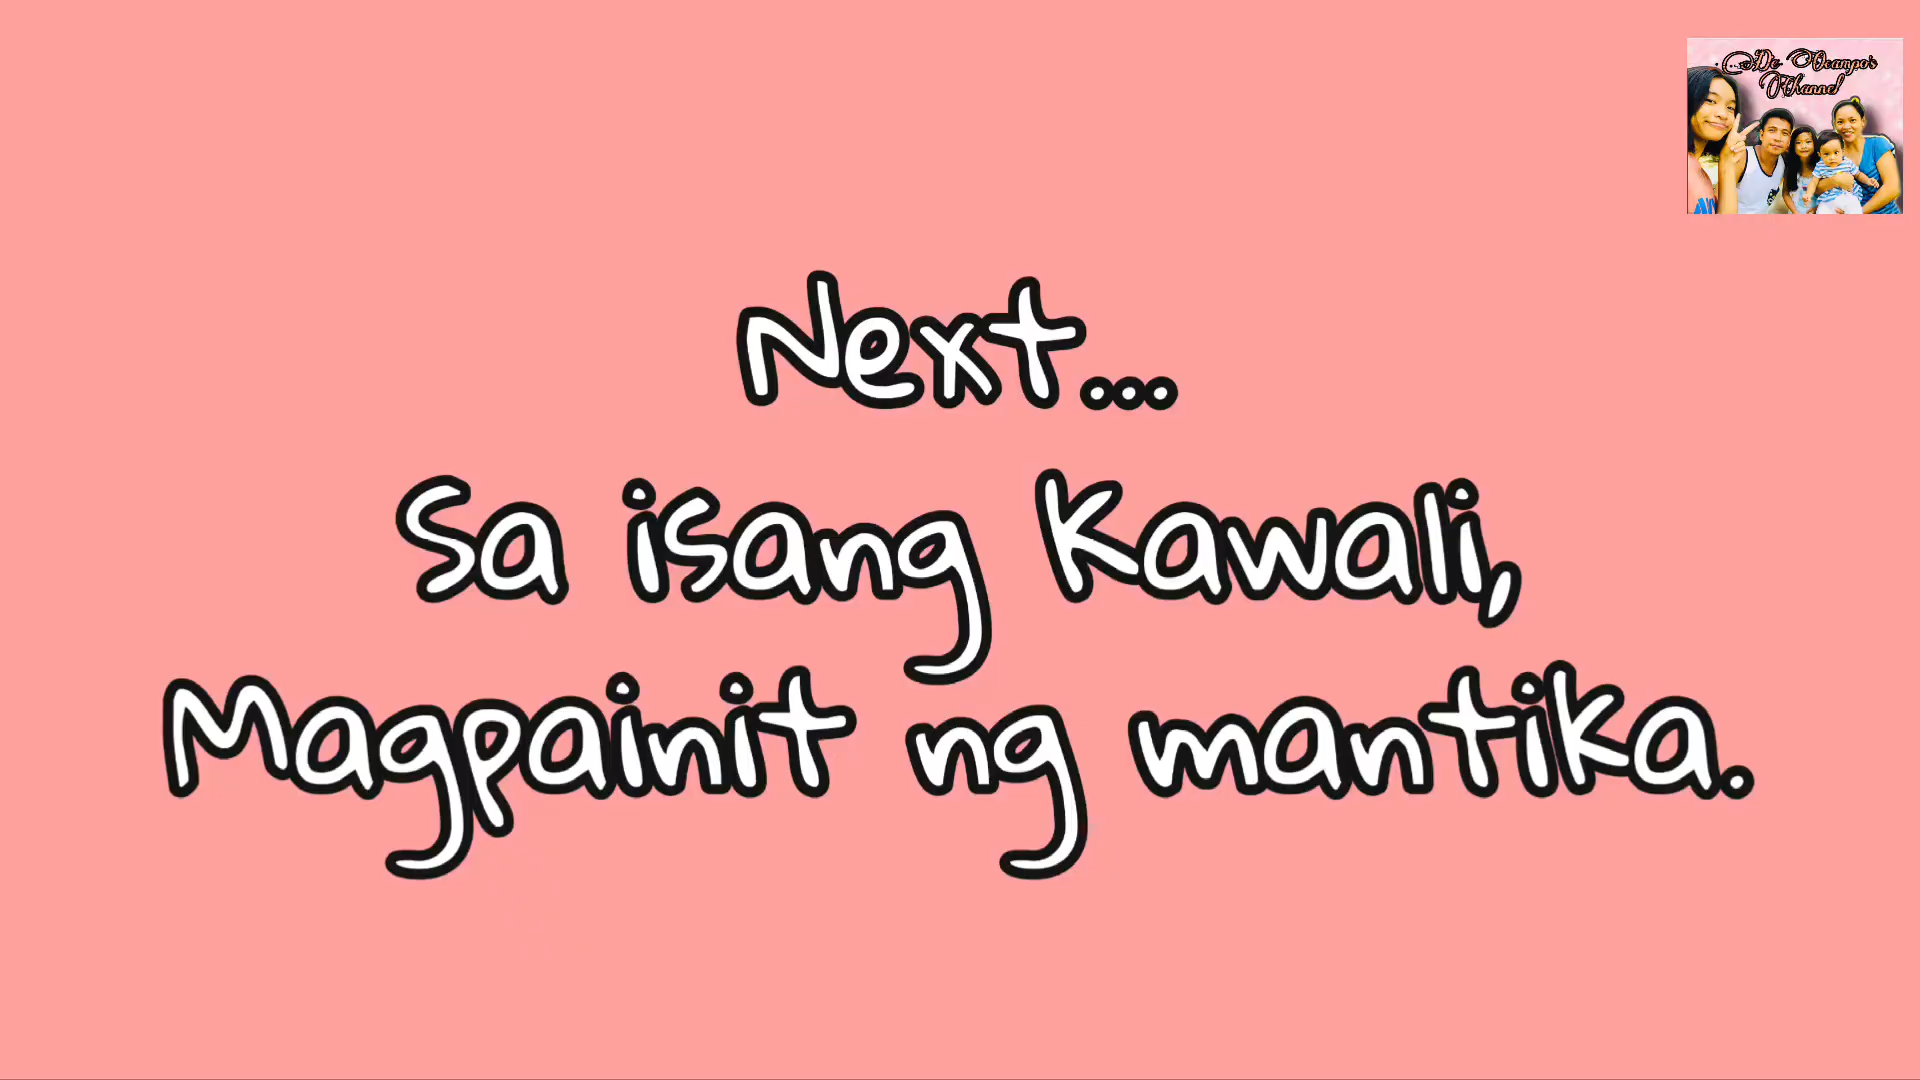 De Ocampo's
Channel
Next...
Sa isang Kawali,
Magpainit ng mantika.